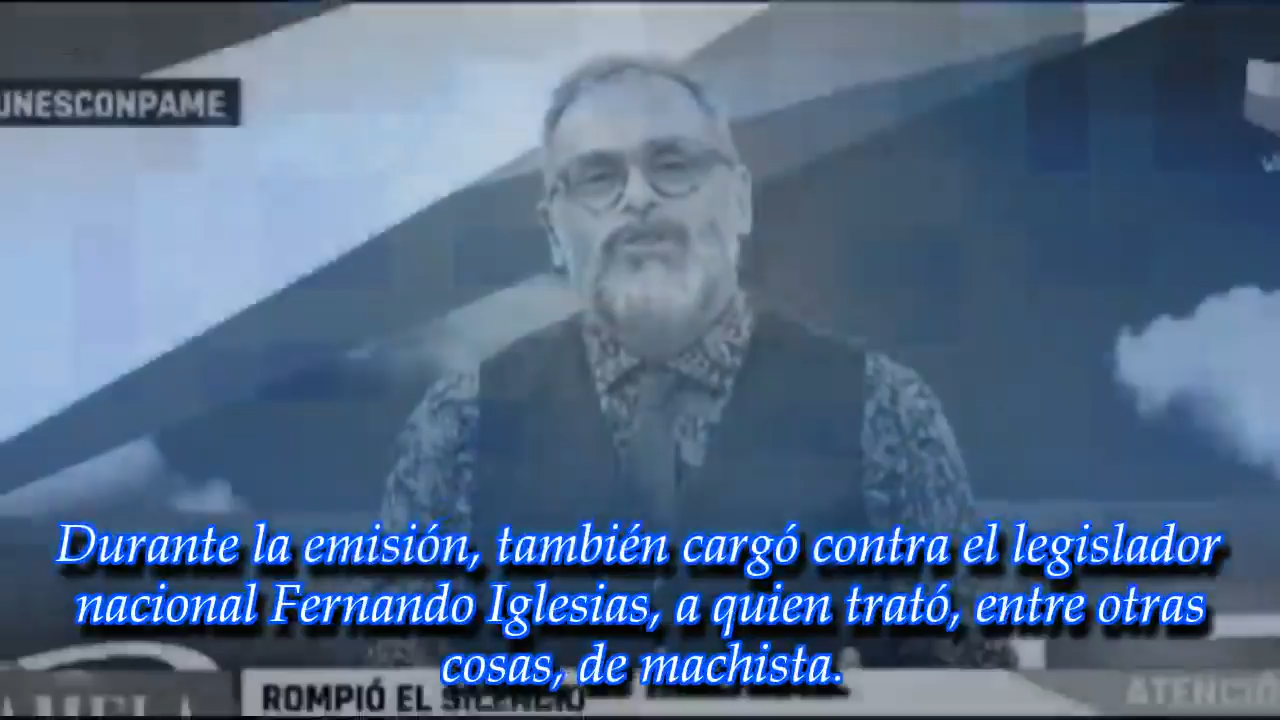 UNESCONPAME
Durante la emisión, también cargó contra el legislador
nacional Fernando Iglesias, a quien trató, entre otras
cosas, de machista.
ROMPIÓ EL SILENCIO